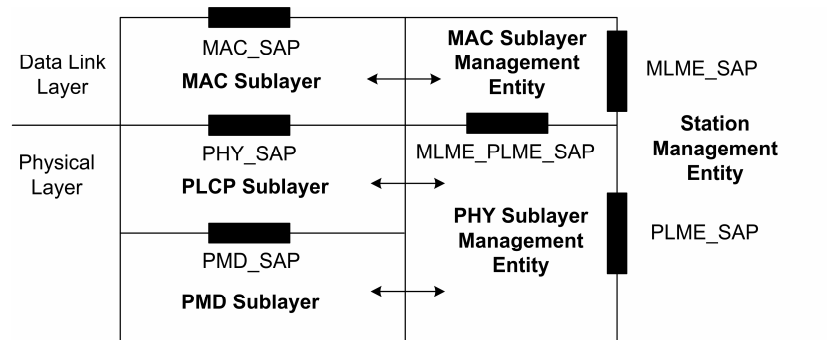 Data Link
Layer
MAC_SAP
MAC Sublayer
MAC Sublayer
Management
Entity
MLME_SAP
Station
Management
Entity
Physical
Layer
PHY_SAP
PLCP Sublayer
MLME_PLME_SAP
PHY Sublayer
Management
Entity
PLME_SAP
PMD_SAP
PMD Sublayer